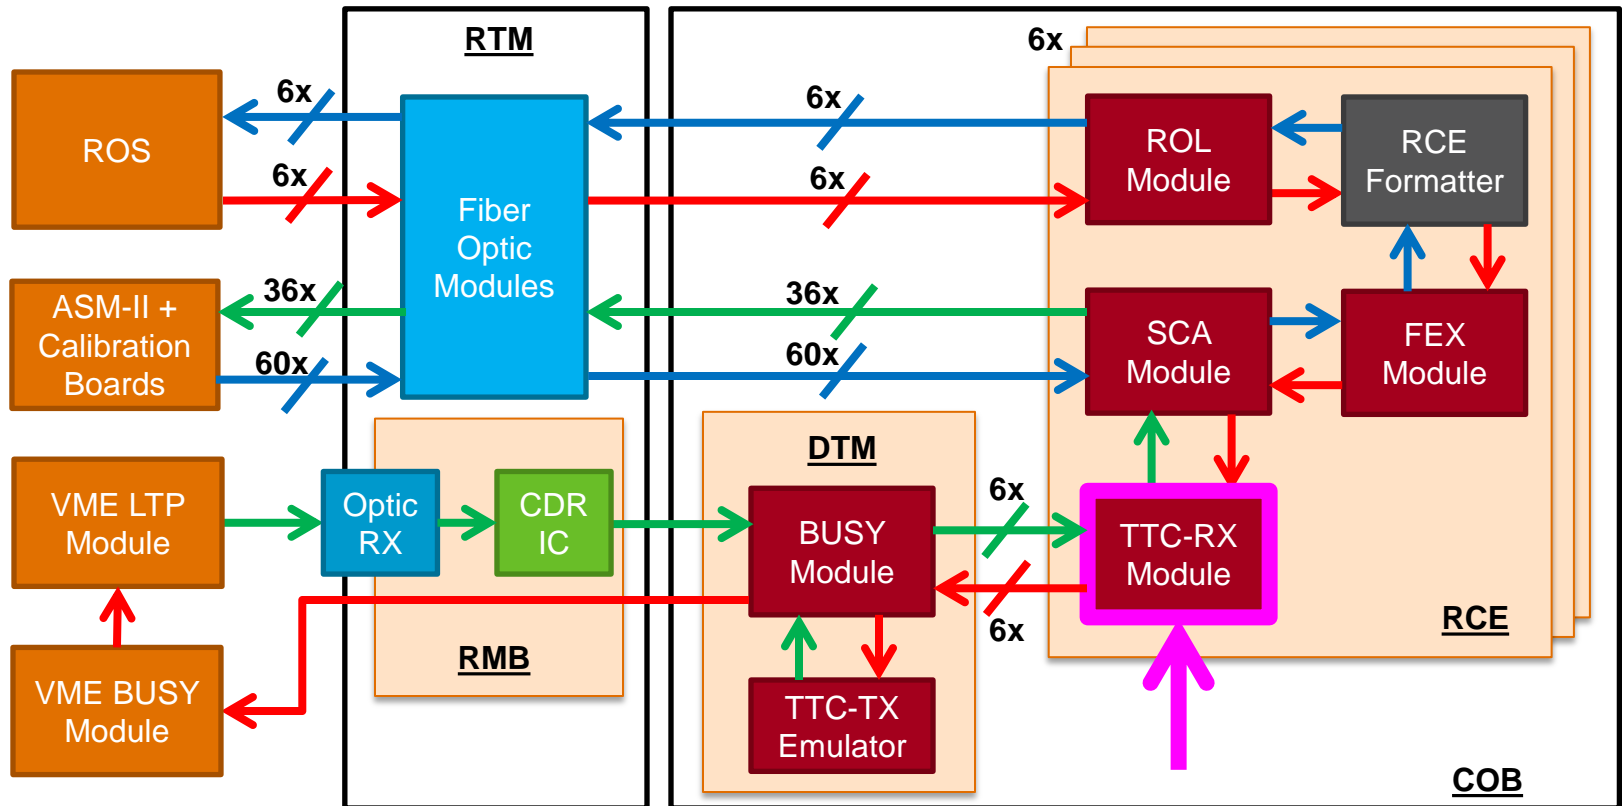 RTM
6x
6x
6x
ROS
ROL
Module
RCE
Formatter
6x
6x
Fiber
Optic
Modules
36x
36x
ASM-II +
Calibration
Boards
SCA
Module
FEX
Module
60x
60x
DTM
VME LTP
Module
Optic
RX
CDR
IC
BUSY
Module
6x
TTC-RX
Module
6x
RCE
RMB
VME BUSY
Module
TTC-TX
Emulator
COB